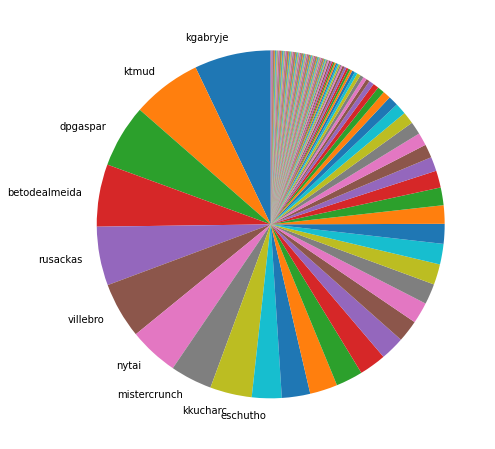 kgabryje
ktmud
dpgaspar
betodealmeida
rusackas
villebro
nytai
mistercrunch
kkucharc
eschutho